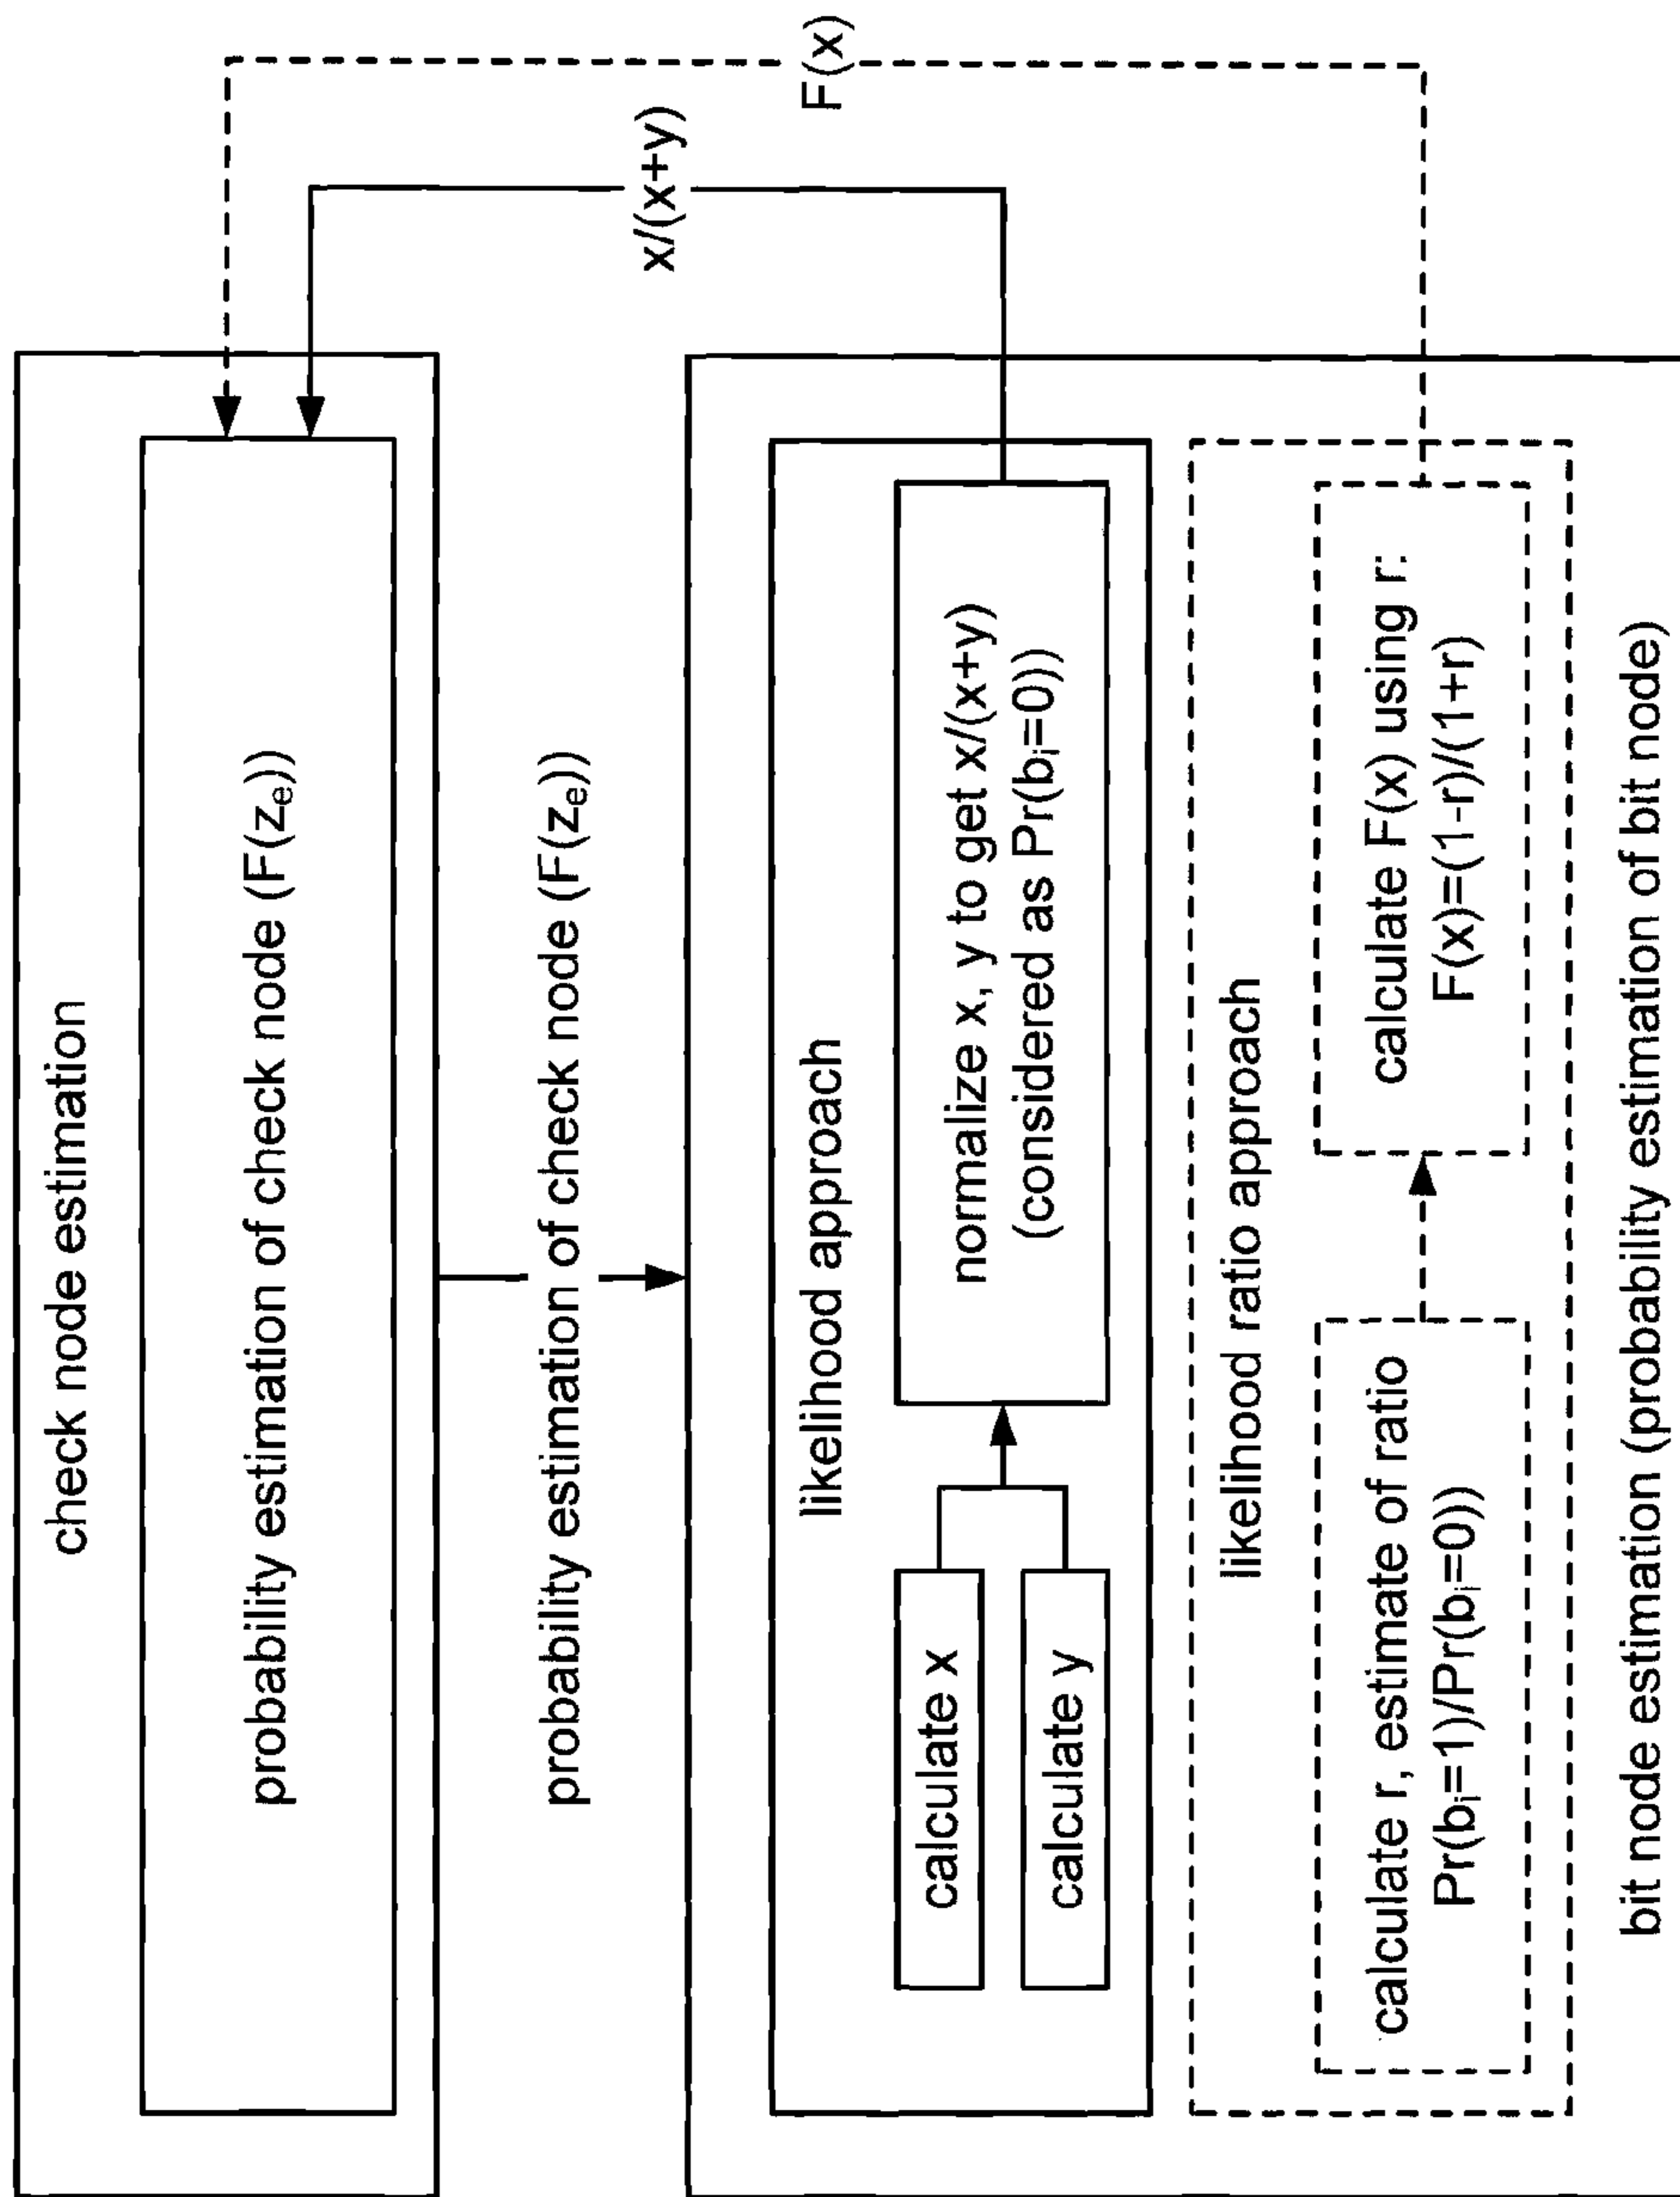 check node estimation
probability estimation of check node (F(zₑ))
probability estimation of check node (F(zₑ))
likelihood approach
calculate x
calculate y
normalize x, y to get x/(x+y)
(considered as Pr(bᵢ=0))
likelihood ratio approach
calculate r, estimate of ratio
Pr(bᵢ=1)/Pr(bᵢ=0))
calculate F(x) using r:
F(x)=(1-r)/(1+r)
bit node estimation (probability estimation of bit node)
x/(x+y)
F(x)